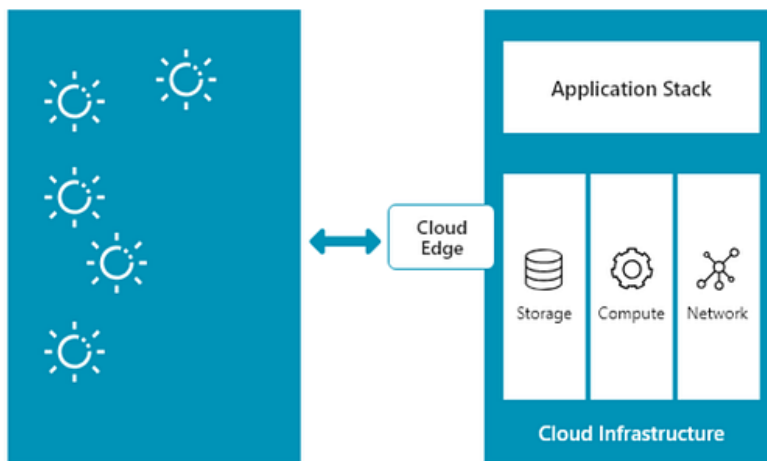 Application Stack
Cloud
Edge
Storage
Compute
Network
Cloud Infrastructure